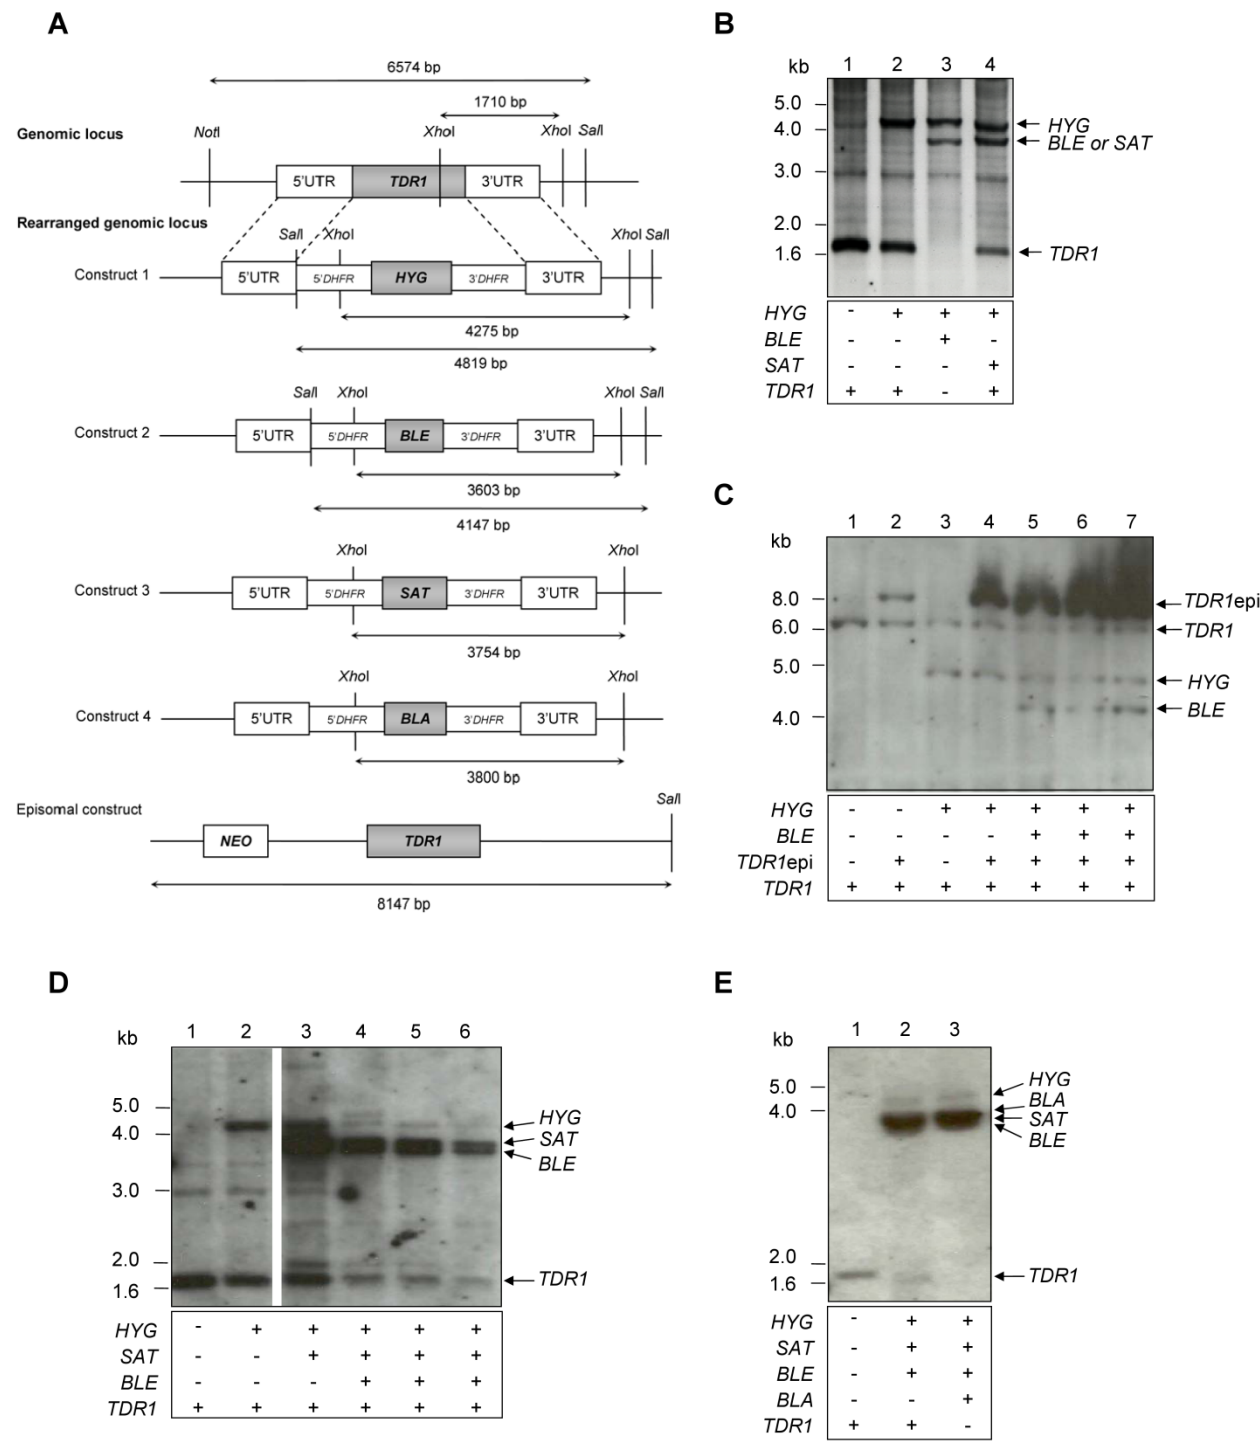 A
6574 bp
1710 bp
Genomic locus
NotI XhoI XhoI SalI
5'UTR TDR1 3'UTR
Rearranged genomic locus
SalI XhoI XhoI SalI
Construct 1 5'UTR 5'DHFR HYG 3'DHFR 3'UTR
4275 bp
4819 bp
SalI XhoI XhoI SalI
Construct 2 5'UTR 5'DHFR BLE 3'DHFR 3'UTR
3603 bp
4147 bp
XhoI XhoI
Construct 3 5'UTR 5'DHFR SAT 3'DHFR 3'UTR
3754 bp
XhoI XhoI
Construct 4 5'UTR 5'DHFR BLA 3'DHFR 3'UTR
3800 bp
Episomal construct SalI
NEO TDR1
8147 bp
B
kb 1 2 3 4
5.0
4.0 HYG
BLE or SAT
3.0
2.0
1.6 TDR1
HYG - + + +
BLE - - + -
SAT - - - +
TDR1 + + - +
C
1 2 3 4 5 6 7
kb
8.0 TDR1epi
6.0 TDR1
5.0
HYG
BLE
4.0
HYG - - + + + + +
BLE - - - - + + +
TDR1epi - + - + + + +
TDR1 + + + + + + +
D
kb 1 2 3 4 5 6
5.0
HYG
4.0 SAT
BLE
3.0
2.0
1.6 TDR1
HYG - + + + + +
SAT - - + + + +
BLE - - - + + +
TDR1 + + + + + +
E
kb 1 2 3
HYG
5.0
BLA
4.0
SAT
BLE
2.0
1.6 TDR1
HYG - + +
SAT - + +
BLE - + +
BLA - - +
TDR1 + + -